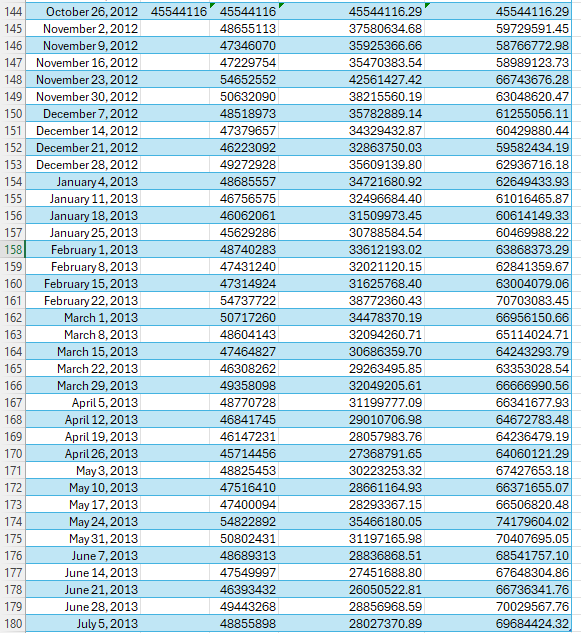 144 October 26, 2012 45544116 45544116 45544116.29 45544116.29
145 November 2, 2012 48655113 37580634.68 59729591.45
146 November 9, 2012 47346070 35925366.66 58766772.98
147 November 16, 2012 47229754 35470383.54 58989123.73
148 November 23, 2012 54652552 42561427.42 66743676.28
149 November 30, 2012 50632090 38215560.19 63048620.47
150 December 7, 2012 48518973 35782889.14 61255056.11
151 December 14, 2012 47379657 34329432.87 60429880.44
152 December 21, 2012 46223092 32863750.03 59582434.19
153 December 28, 2012 49272928 35609139.80 62936716.18
154 January 4, 2013 48685557 34721680.92 62649433.93
155 January 11, 2013 46756575 32496684.40 61016465.87
156 January 18, 2013 46062061 31509973.45 60614149.33
157 January 25, 2013 45629286 30788584.54 60469988.22
158 February 1, 2013 48740283 33612193.02 63868373.29
159 February 8, 2013 47431240 32021120.15 62841359.67
160 February 15, 2013 47314924 31625768.40 63004079.06
161 February 22, 2013 54737722 38772360.43 70703083.45
162 March 1, 2013 50717260 34478370.19 66956150.66
163 March 8, 2013 48604143 32094260.71 65114024.71
164 March 15, 2013 47464827 30686359.70 64243293.79
165 March 22, 2013 46308262 29263495.85 63353028.54
166 March 29, 2013 49358098 32049205.61 66666990.56
167 April 5, 2013 48770728 31199777.09 66341677.93
168 April 12, 2013 46841745 29010706.98 64672783.48
169 April 19, 2013 46147231 28057983.76 64236479.19
170 April 26, 2013 45714456 27368791.65 64060121.29
171 May 3, 2013 48825453 30223253.32 67427653.18
172 May 10, 2013 47516410 28661164.93 66371655.07
173 May 17, 2013 47400094 28293367.15 66506820.48
174 May 24, 2013 54822892 35466180.05 74179604.02
175 May 31, 2013 50802431 31197165.98 70407695.05
176 June 7, 2013 48689313 28836868.51 68541757.10
177 June 14, 2013 47549997 27451688.80 67648304.86
178 June 21, 2013 46393432 26050522.81 66736341.76
179 June 28, 2013 49443268 28856968.59 70029567.76
180 July 5, 2013 48855898 28027370.89 69684424.32